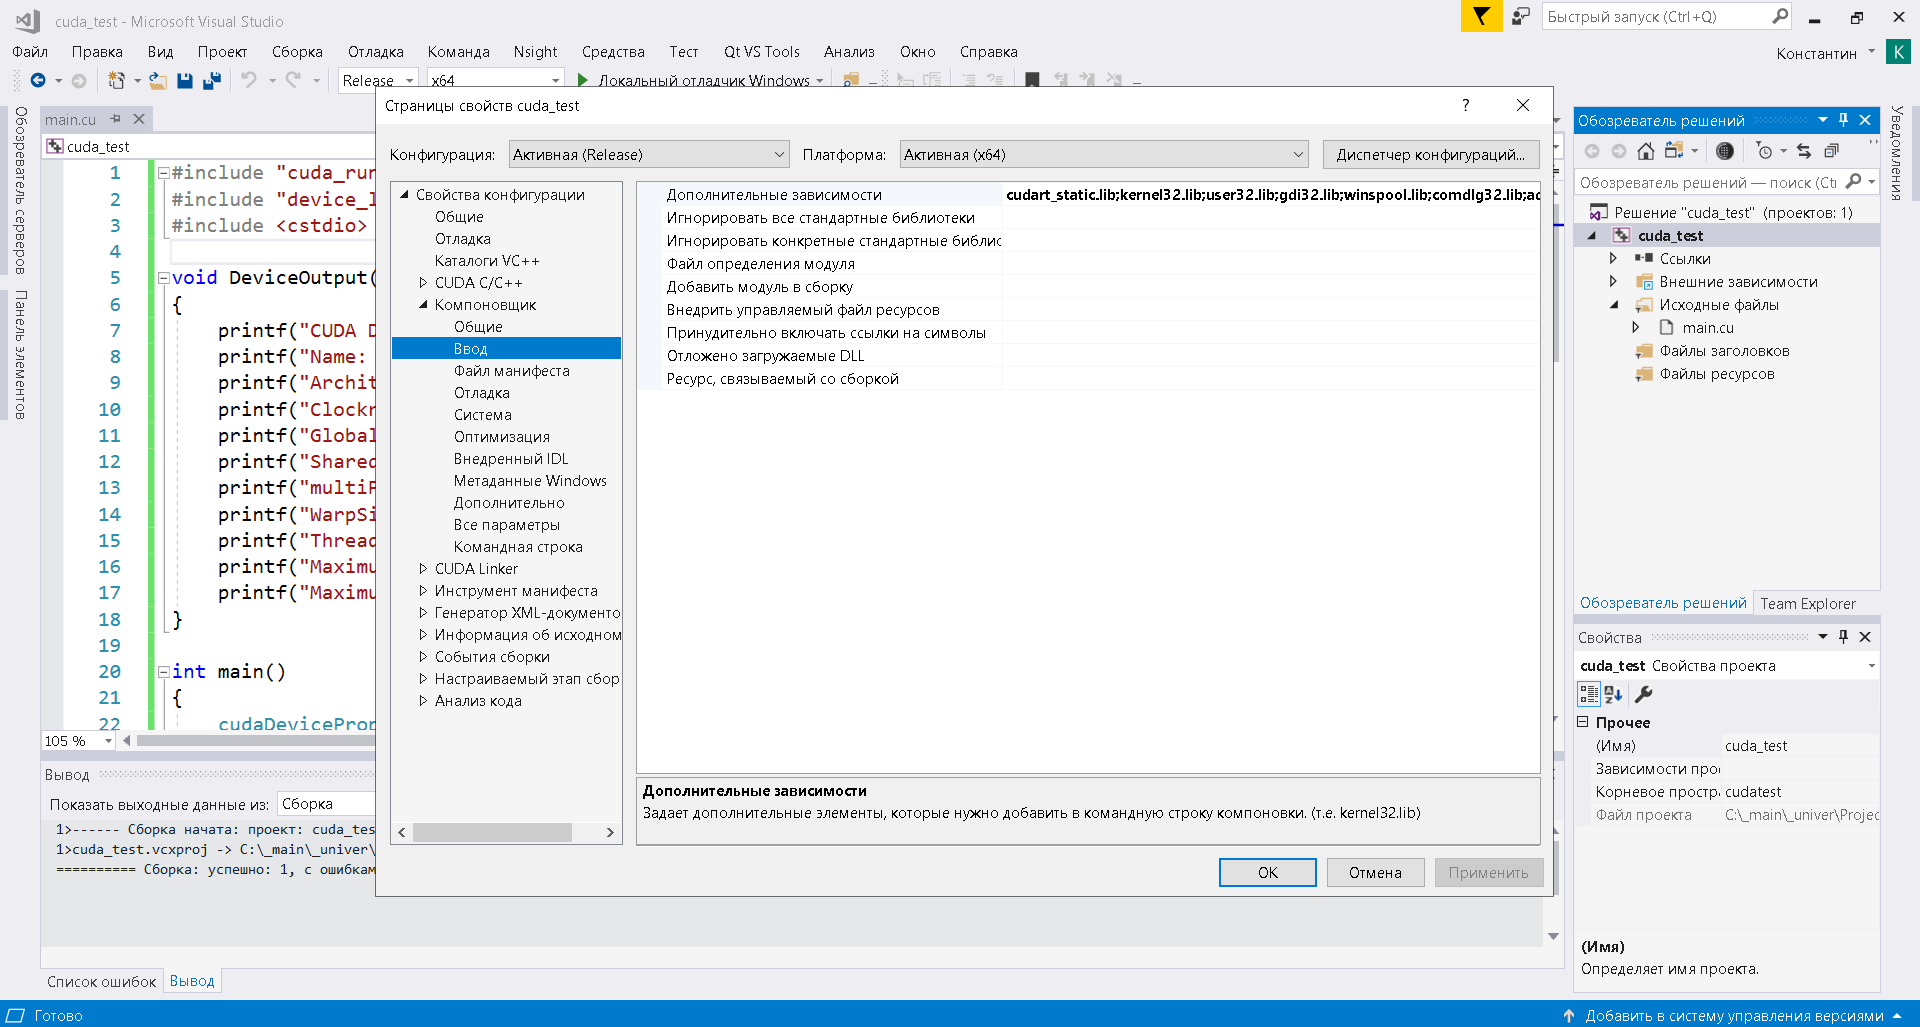 cuda_test - Microsoft Visual Studio
Быстрый запуск (Ctrl+Q)
Файл Правка Вид Проект Сборка Отладка Команда Nsight Средства Тест Qt VS Tools Анализ Окно Справка
Константин K
Release x64 Локальный отладчик Windows
Обозреватель серверов
Панель элементов
main.cu
cuda_test
1 #include "cuda_run
2 #include "device_l
3 #include <cstdio>
4
5 void DeviceOutput(
6 {
7 printf("CUDA D
8 printf("Name:
9 printf("Archit
10 printf("Clockr
11 printf("Global
12 printf("Shared
13 printf("multiP
14 printf("WarpSi
15 printf("Thread
16 printf("Maximu
17 printf("Maximu
18 }
19
20 int main()
21 {
22 cudaDeviceProp
105 %
Вывод
Показать выходные данные из: Сборка
1>------ Сборка начата: проект: cuda_tes
1>cuda_test.vcxproj -> C:\_main\_univer\
========== Сборка: успешно: 1, с ошибкам
Список ошибок Вывод
Готово
Добавить в систему управления версиями
Страницы свойств cuda_test
?
Конфигурация: Активная (Release) Платформа: Активная (x64) Диспетчер конфигураций...
Свойства конфигурации
Общие
Отладка
Каталоги VC++
CUDA C/C++
Компоновщик
Общие
Ввод
Файл манифеста
Отладка
Система
Оптимизация
Внедренный IDL
Метаданные Windows
Дополнительно
Все параметры
Командная строка
CUDA Linker
Инструмент манифеста
Генератор XML-документо
Информация об исходном
События сборки
Настраиваемый этап сбор
Анализ кода
Дополнительные зависимости cudart_static.lib;kernel32.lib;user32.lib;gdi32.lib;winspool.lib;comdlg32.lib;ad
Игнорировать все стандартные библиотеки
Игнорировать конкретные стандартные библио
Файл определения модуля
Добавить модуль в сборку
Внедрить управляемый файл ресурсов
Принудительно включать ссылки на символы
Отложено загружаемые DLL
Ресурс, связываемый со сборкой
Дополнительные зависимости
Задает дополнительные элементы, которые нужно добавить в командную строку компоновки. (т.е. kernel32.lib)
OK Отмена Применить
Обозреватель решений
Обозреватель решений — поиск (Ctr
Решение "cuda_test" (проектов: 1)
cuda_test
Ссылки
Внешние зависимости
Исходные файлы
main.cu
Файлы заголовков
Файлы ресурсов
Обозреватель решений Team Explorer
Свойства
cuda_test Свойства проекта
Прочее
(Имя) cuda_test
Зависимости прое
Корневое простра cudatest
Файл проекта C:\_main\_univer\Projec
(Имя)
Определяет имя проекта.
Уведомления